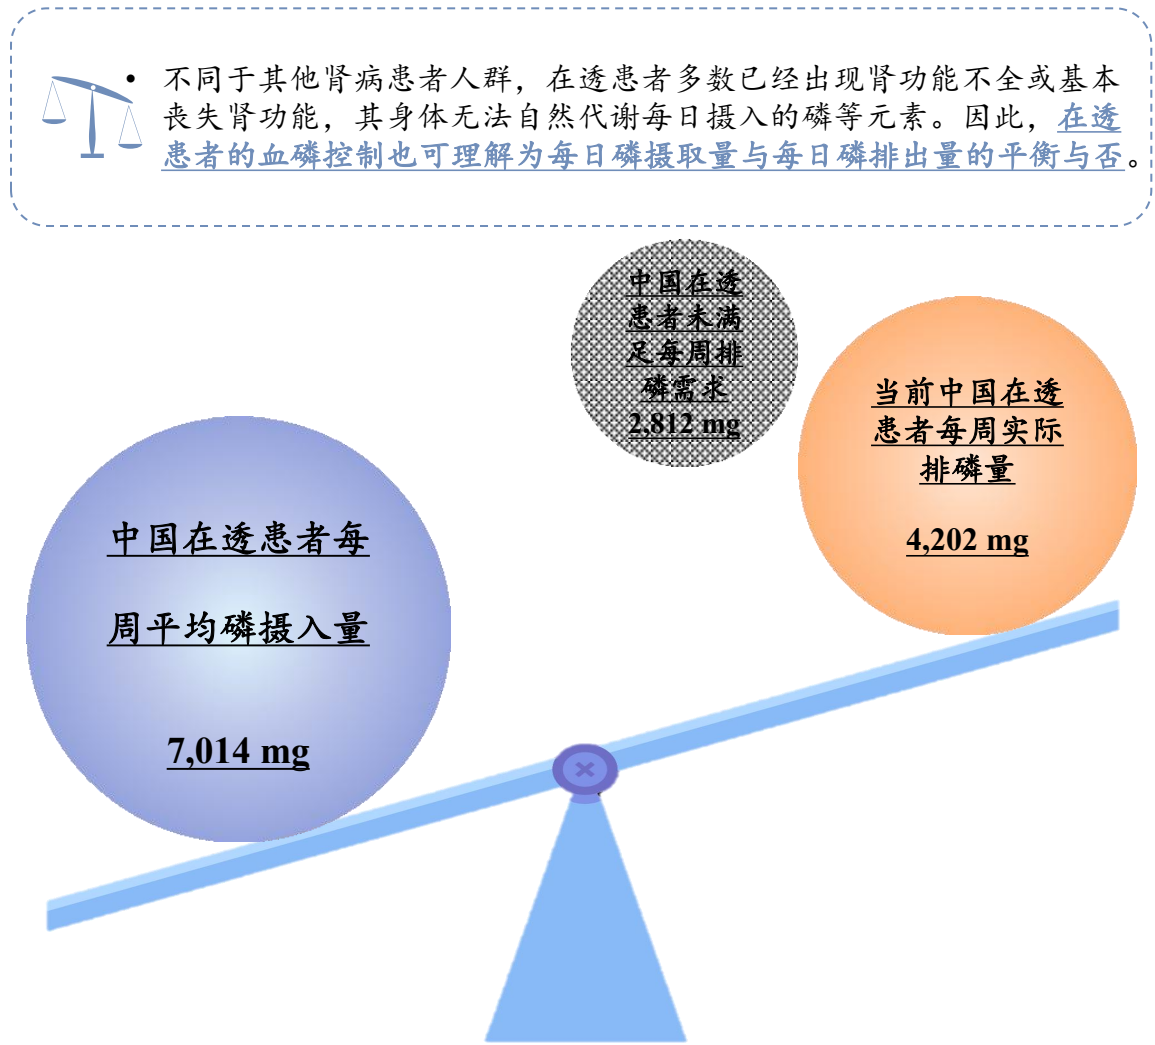 • 不同于其他肾病患者人群，在透患者多数已经出现肾功能不全或基本
丧失肾功能，其身体无法自然代谢每日摄入的磷等元素。因此，在透
患者的血磷控制也可理解为每日磷摄取量与每日磷排出量的平衡与否。
中国在透
患者未满
足每周排
磷需求
2,812 mg
当前中国在透
患者每周实际
排磷量
4,202 mg
中国在透患者每
周平均磷摄入量
7,014 mg